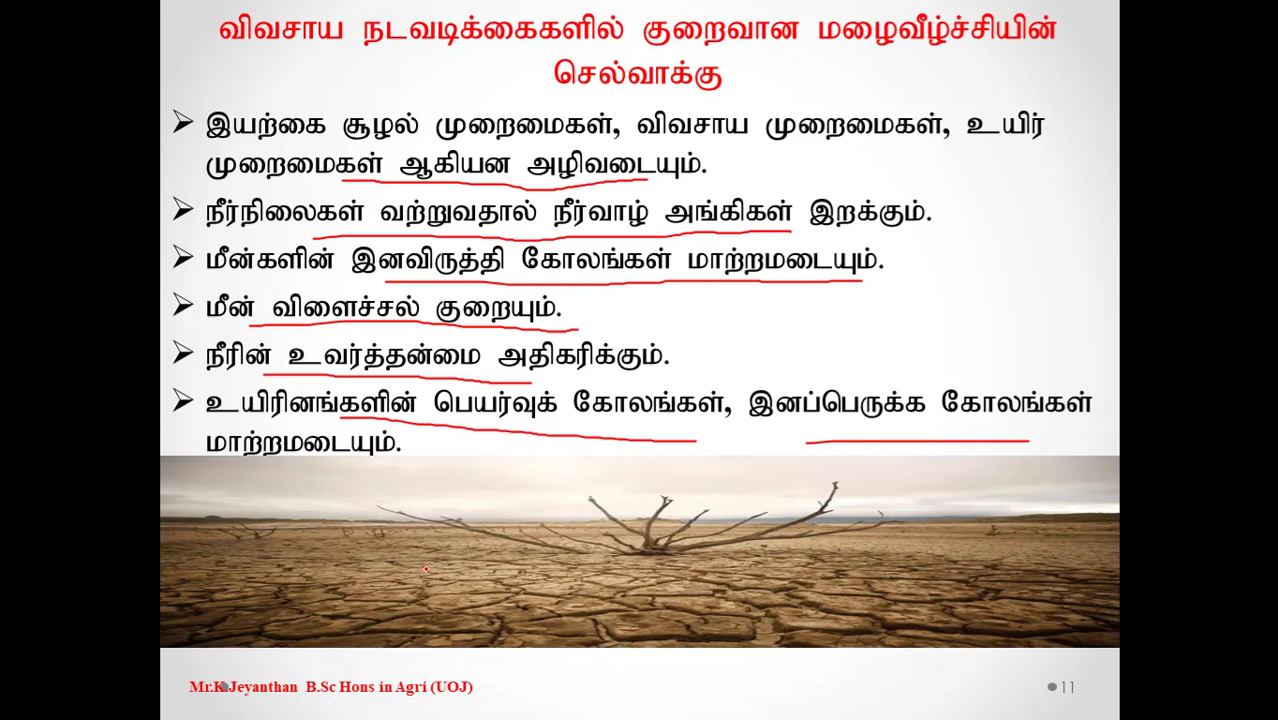 விவசாய நடவடிக்கைகளில் குறைவான மழைவீழ்ச்சியின்
செல்வாக்கு
இயற்கை சூழல் முறைமைகள், விவசாய முறைமைகள், உயிர்
முறைமைகள் ஆகியன அழிவடையும்.
நீர்நிலைகள் வற்றுவதால் நீர்வாழ் அங்கிகள் இறக்கும்.
மீன்களின் இனவிருத்தி கோலங்கள் மாற்றமடையும்.
மீன் விளைச்சல் குறையும்.
நீரின் உவர்த்தன்மை அதிகரிக்கும்.
உயிரினங்களின் பெயர்வுக் கோலங்கள், இனப்பெருக்க கோலங்கள்
மாற்றமடையும்.
Mr.K.Jeyanthan B.Sc Hons in Agri (UOJ)
11